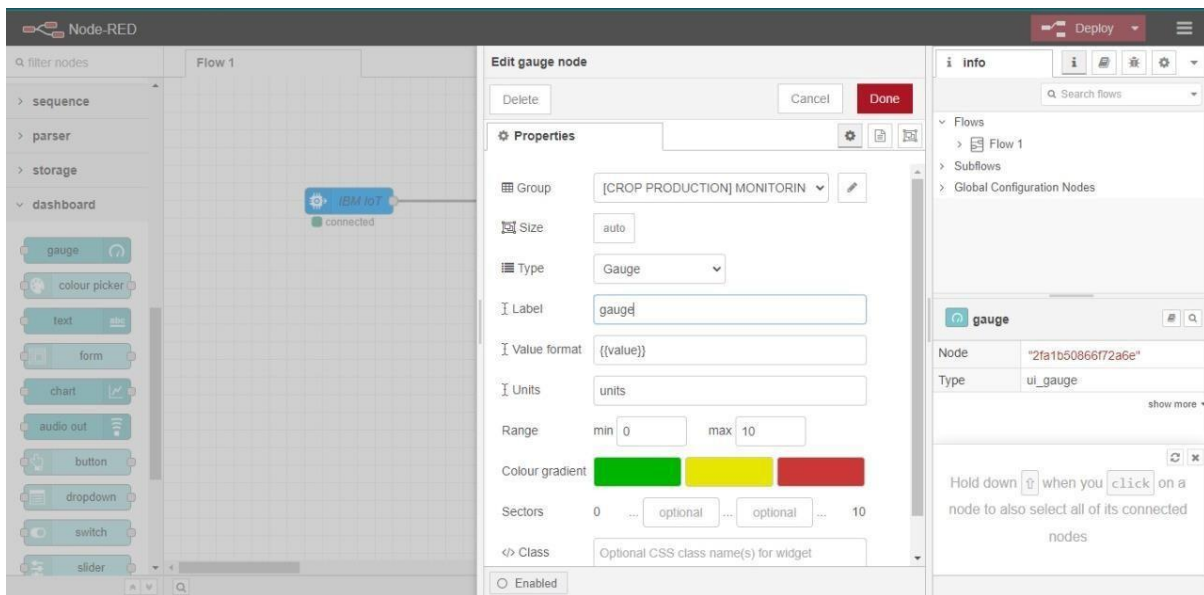 Node-RED
Deploy
filter nodes
sequence
parser
storage
dashboard
gauge
colour picker
text
abc
form
chart
audio out
button
dropdown
switch
slider
Flow 1
IBM IoT
connected
Edit gauge node
Delete
Cancel
Done
Properties
Group
[CROP PRODUCTION] MONITORIN
Size
auto
Type
Gauge
Label
gauge
Value format
{{value}}
Units
units
Range
min 0
max 10
Colour gradient
Sectors
0 ... optional ... optional ... 10
</> Class
Optional CSS class name(s) for widget
Enabled
i info
i
Search flows
Flows
Flow 1
Subflows
Global Configuration Nodes
gauge
Node "2fa1b50866f72a6e"
Type ui_gauge
show more
Hold down ⇧ when you click on a
node to also select all of its connected
nodes